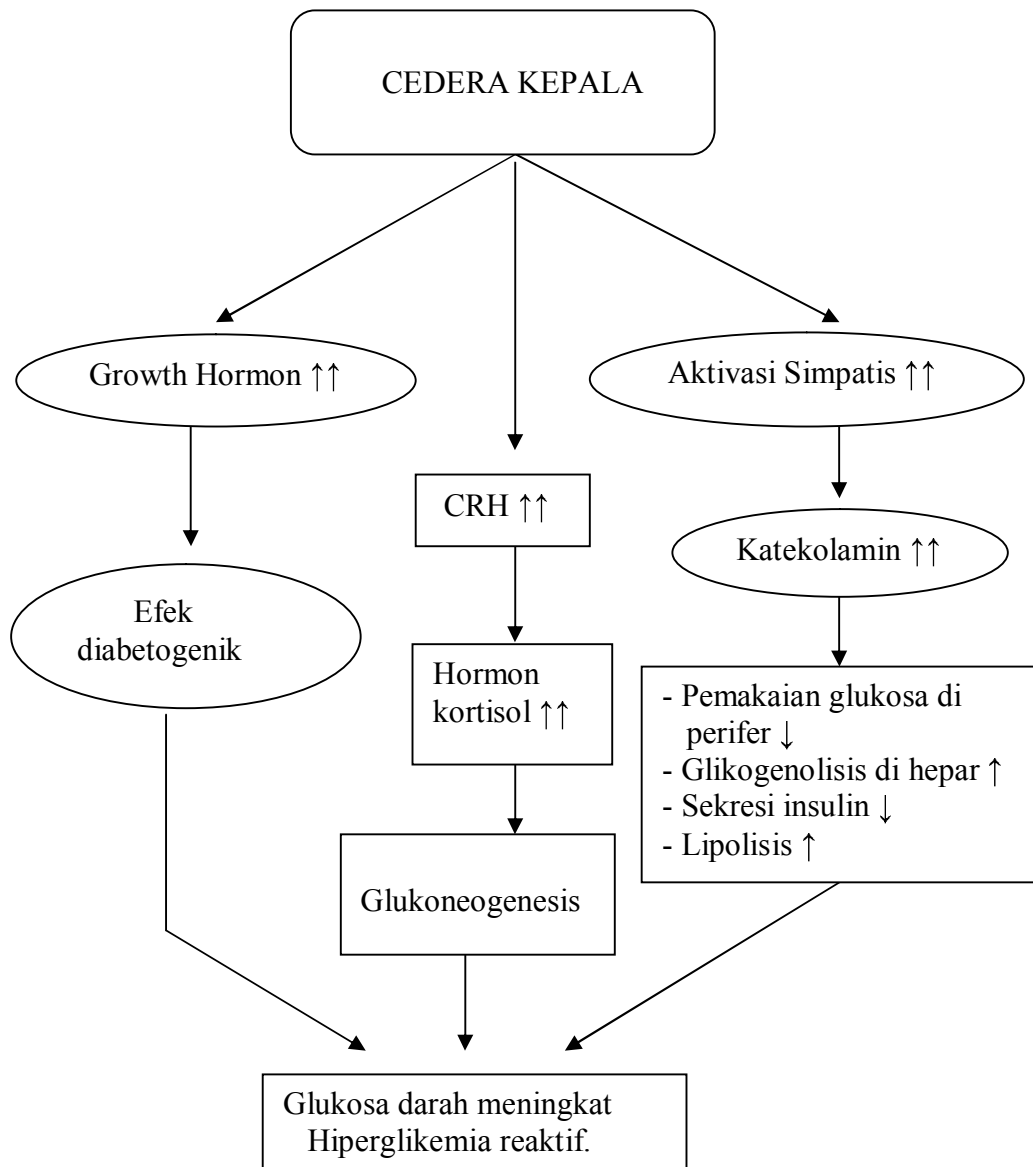 CEDERA KEPALA
Growth Hormon ↑↑
Aktivasi Simpatis ↑↑
CRH ↑↑
Katekolamin ↑↑
Efek
diabetogenik
Hormon
kortisol ↑↑
- Pemakaian glukosa di
perifer ↓
- Glikogenolisis di hepar ↑
- Sekresi insulin ↓
- Lipolisis ↑
Glukoneogenesis
Glukosa darah meningkat
Hiperglikemia reaktif.